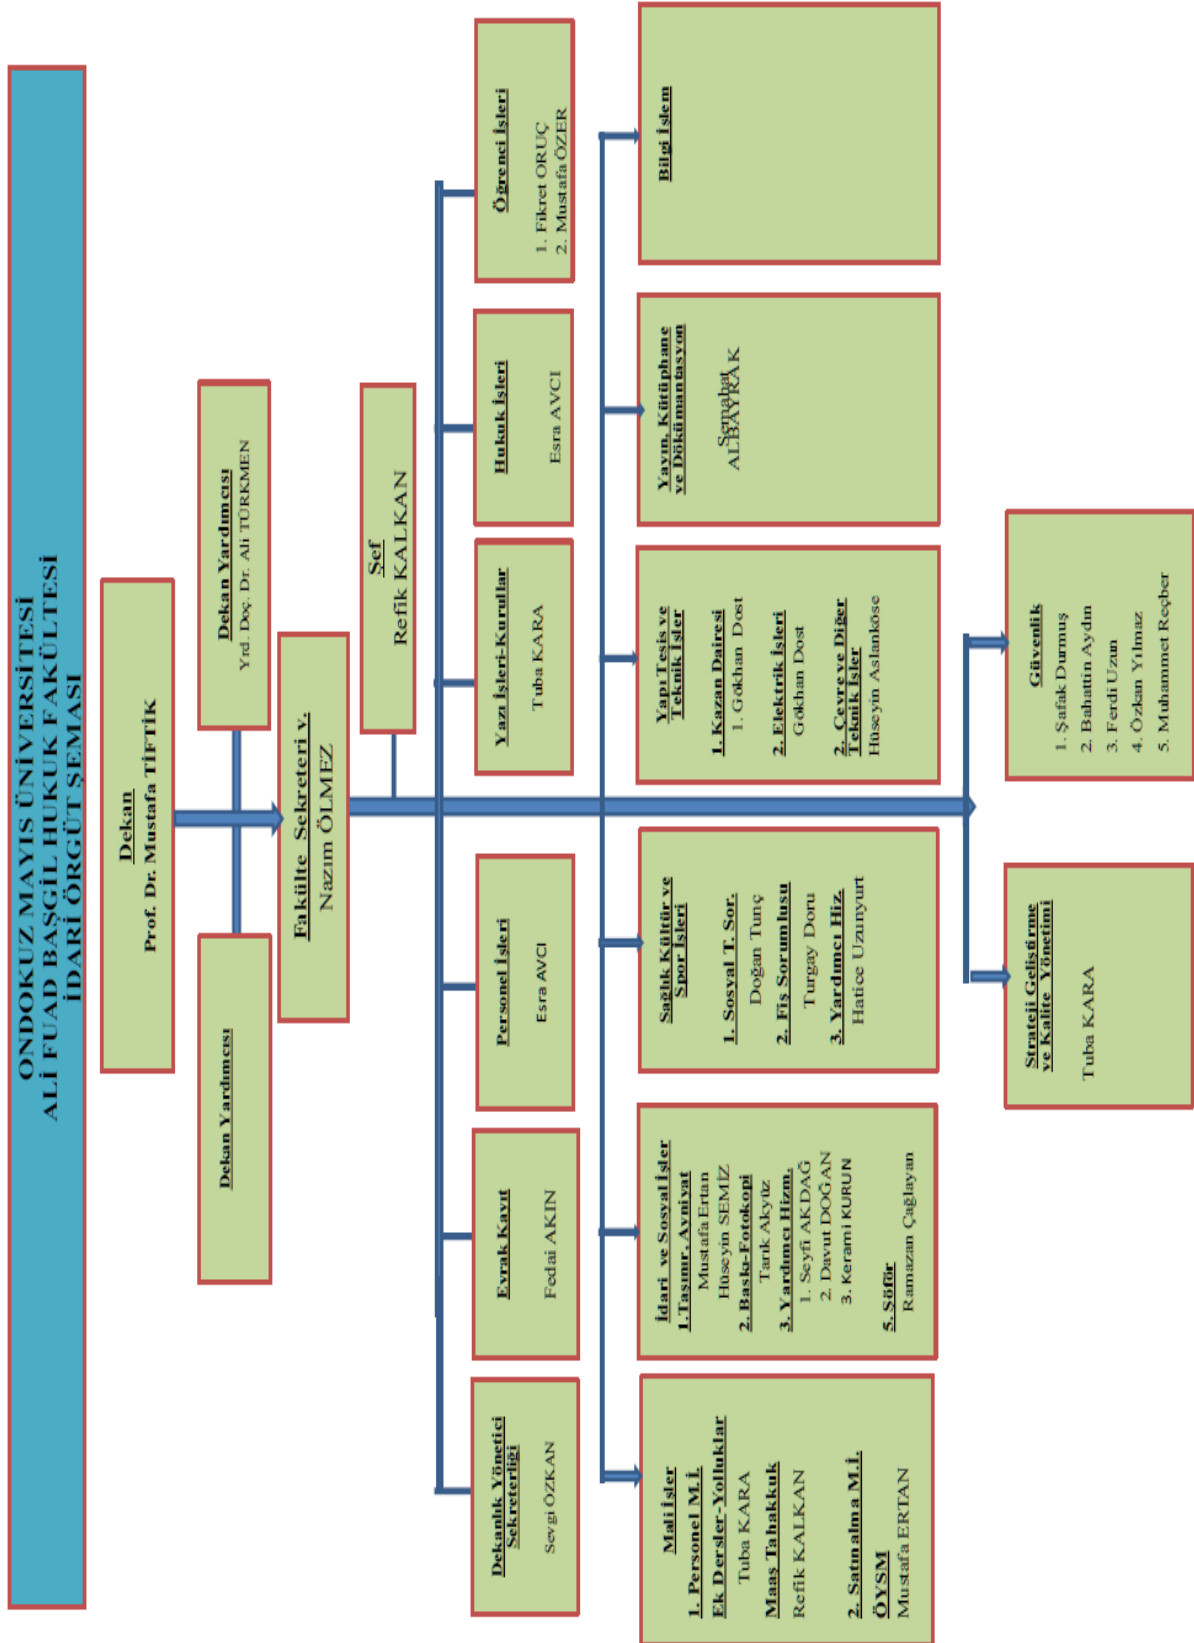 ONDOKUZ MAYIS ÜNİVERSİTESİ
ALİ FUAD BAŞGİL HUKUK FAKÜLTESİ
İDARİ ÖRGÜT ŞEMASI
Dekan
Prof. Dr. Mustafa TİFTİK
Dekan Yardımcısı
Dekan Yardımcısı
Yrd. Doç. Dr. Ali TÜRKMEN
Fakülte Sekreteri v.
Nazım ÖLMEZ
Şef
Refik KALKAN
Dekanlık Yönetici
Sekreterliği
Sevgi ÖZKAN
Evrak Kayıt
Fedai AKIN
Personel İşleri
Esra AVCI
Yazı İşleri-Kurullar
Tuba KARA
Hukuk İşleri
Esra AVCI
Öğrenci İşleri
1. Fikret ORUÇ
2. Mustafa ÖZER
Mali İşler
1. Personel M.İ.
Ek Dersler-Yolluklar
Tuba KARA
Maaş Tahakkuk
Refik KALKAN
2. Satınalma M.İ.
ÖYSM
Mustafa ERTAN
İdari ve Sosyal İşler
1.Taşınır, Ayniyat
Mustafa Ertan
Hüseyin SEMİZ
2. Baskı-Fotokopi
Tarık Akyüz
3. Yardımcı Hizm.
1. Seyfi AKDAĞ
2. Davut DOĞAN
3. Kerami KURUN
5. Şöför
Ramazan Çağlayan
Sağlık Kültür ve
Spor İşleri
1. Sosyal T. Sor.
Doğan Tunç
2. Fiş Sorumlusu
Turgay Doru
3. Yardımcı Hiz.
Hatice Uzunyurt
Yapı Tesis ve
Teknik İşler
1. Kazan Dairesi
1. Gökhan Dost
2. Elektrik İşleri
Gökhan Dost
2. Çevre ve Diğer
Teknik İşler
Hüseyin Aslanköse
Yayın, Kütüphane
ve Dökümantasyon
Semahat
ALBAYRAK
Bilgi İşlem
Strateji Geliştirme
ve Kalite Yönetimi
Tuba KARA
Güvenlik
1. Şafak Durmuş
2. Bahattin Aydın
3. Ferdi Uzun
4. Özkan Yılmaz
5. Muhammet Reçber